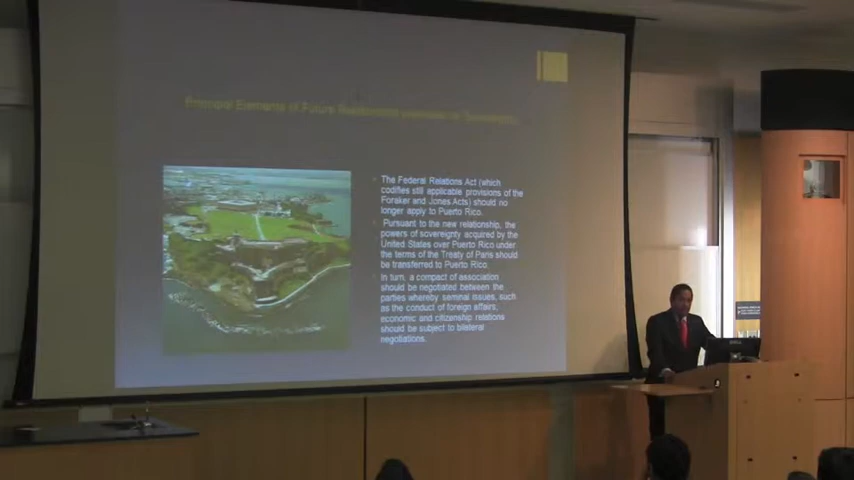 Elements of Future
The Federal Relations Act (which
codifies still applicable provisions of the
Foraker and Jones Acts) should no
longer apply to Puerto Rico.
Pursuant to the new relationship, the
powers of sovereignty acquired by the
United States over Puerto Rico under
the terms of the Treaty of Paris should
be transferred to Puerto Rico.
In turn, a compact of association
should be negotiated between the
parties whereby seminal issues, such
as the conduct of foreign affairs,
economic and citizenship relations
should be subject to bilateral
negotiations.